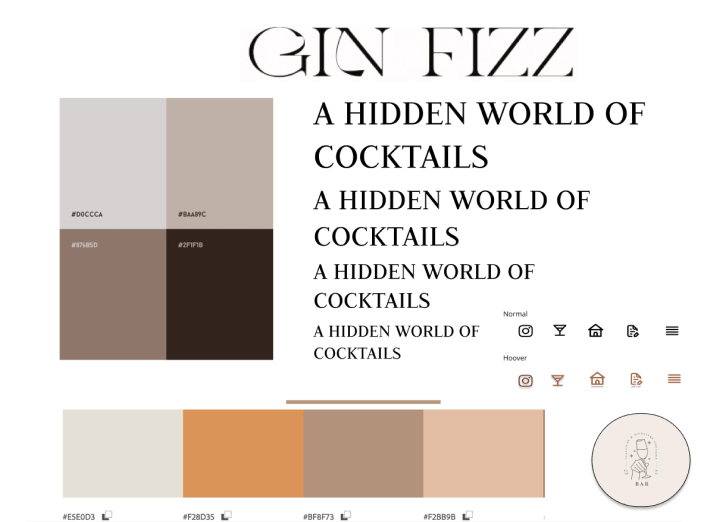 GIN FIZZ
A HIDDEN WORLD OF
COCKTAILS
A HIDDEN WORLD OF
COCKTAILS
A HIDDEN WORLD OF
COCKTAILS
A HIDDEN WORLD OF
COCKTAILS
#D0CCCA
#BAA89C
#876B5D
#2F1F1B
Normal
Hoover
#E5E0D3
#F28D35
#BF8F73
#F2BB9B
BAR